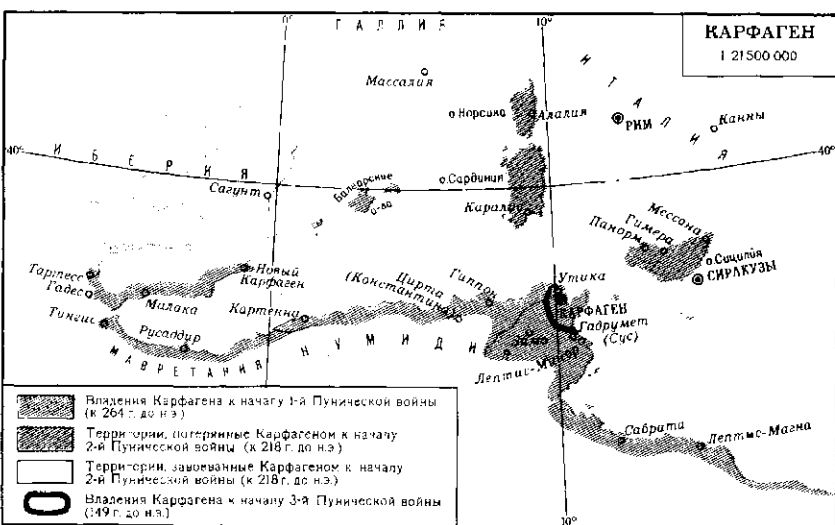 КАРФАГЕН
1 21500 000
0°
10°
ГАЛЛИЯ
Массалия
ИТАЛИЯ
о.Корсика
Алалия
РИМ
Канны
40°
40°
ИБЕРИЯ
Сагунт
Балеарские
о-ва
о.Сардиния
Каралис
Мессона
Гимера
Панорм
о.Сицилия
СИРАКУЗЫ
Тартесс
Гадес
Новый
Карфаген
Малака
Тингис
Русаддир
Картенна
Цирта
(Константина)
Гиппон
Утика
КАРФАГЕН
Гадрумет
(Сус)
Зама
Лептис-Минор
МАВРЕТАНИЯ
НУМИДИЯ
Сабрата
Лептис-Магна
Владения Карфагена к началу 1-й Пунической войны
(к 264 г. до н.э.)
Территории, потерянные Карфагеном к началу
2-й Пунической войны (к 218 г. до н.э.)
Территории, завоеванные Карфагеном к началу
2-й Пунической войны (к 218 г. до н.э.)
Владения Карфагена к началу 3-й Пунической войны
(149 г. до н.э.)
10°